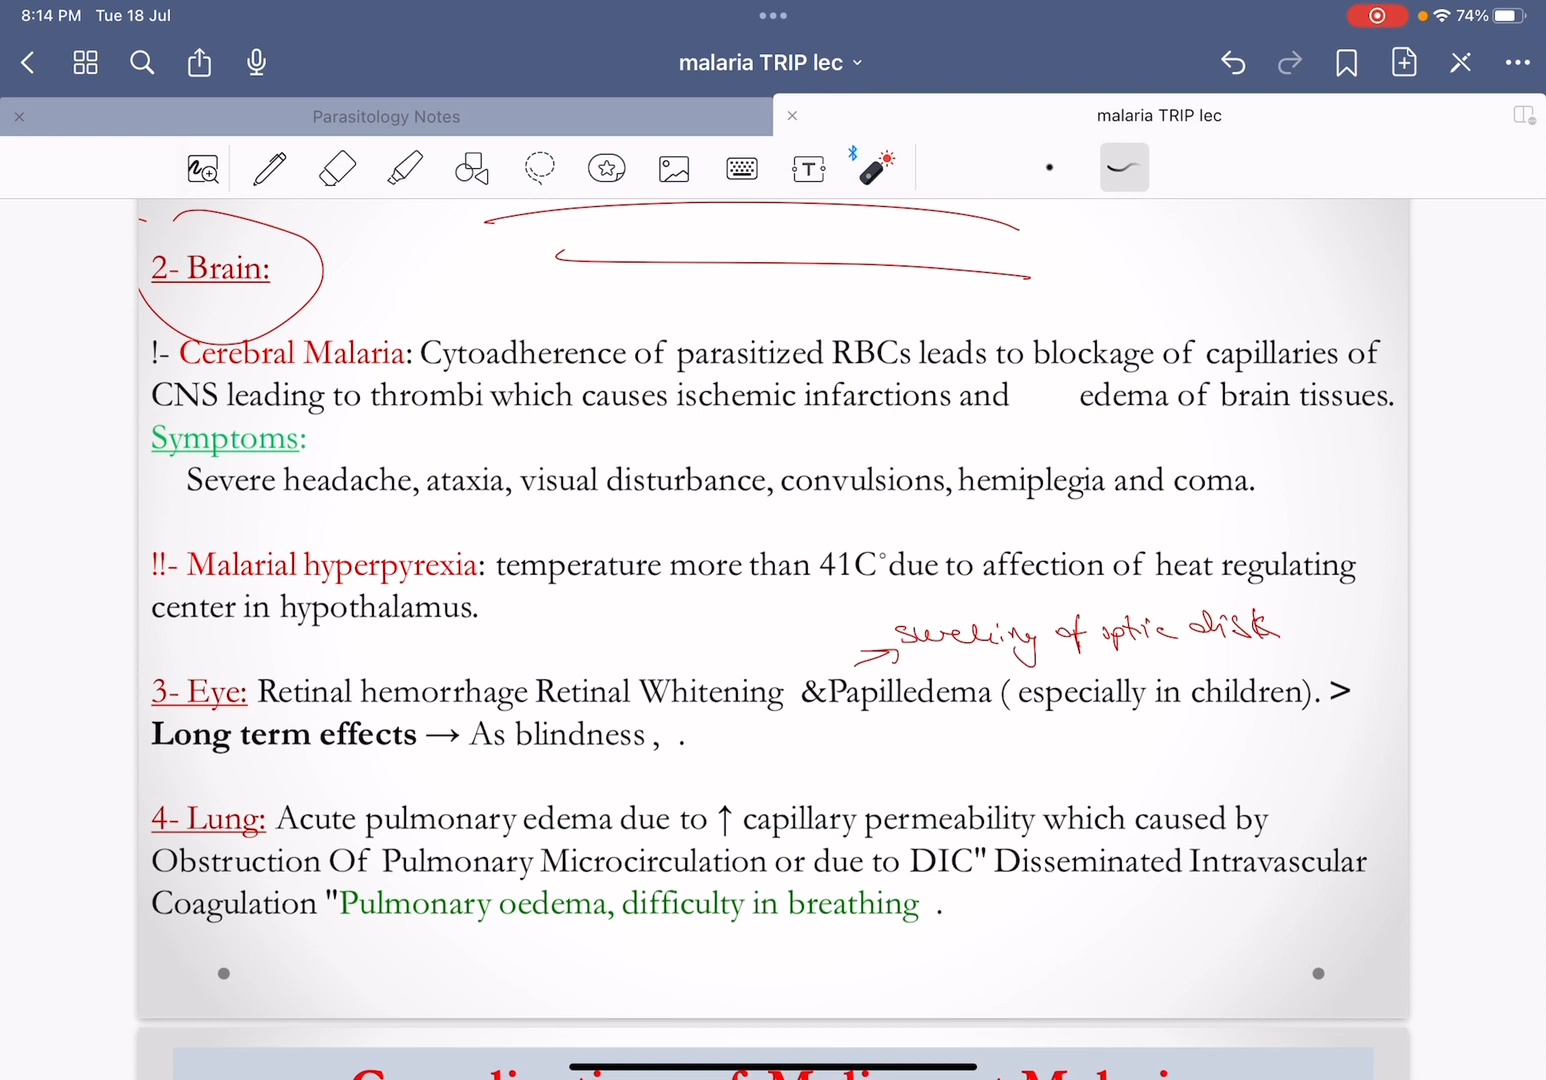 8:14 PM Tue 18 Jul
74%
malaria TRIP lec
Parasitology Notes
malaria TRIP lec
2- Brain:
!- Cerebral Malaria: Cytoadherence of parasitized RBCs leads to blockage of capillaries of
CNS leading to thrombi which causes ischemic infarctions and edema of brain tissues.
Symptoms:
Severe headache, ataxia, visual disturbance, convulsions, hemiplegia and coma.
!!- Malarial hyperpyrexia: temperature more than 41C° due to affection of heat regulating
center in hypothalamus.
→ swelling of optic disk
3- Eye: Retinal hemorrhage Retinal Whitening &Papilledema ( especially in children). >
Long term effects → As blindness , .
4- Lung: Acute pulmonary edema due to ↑ capillary permeability which caused by
Obstruction Of Pulmonary Microcirculation or due to DIC" Disseminated Intravascular
Coagulation "Pulmonary oedema, difficulty in breathing .